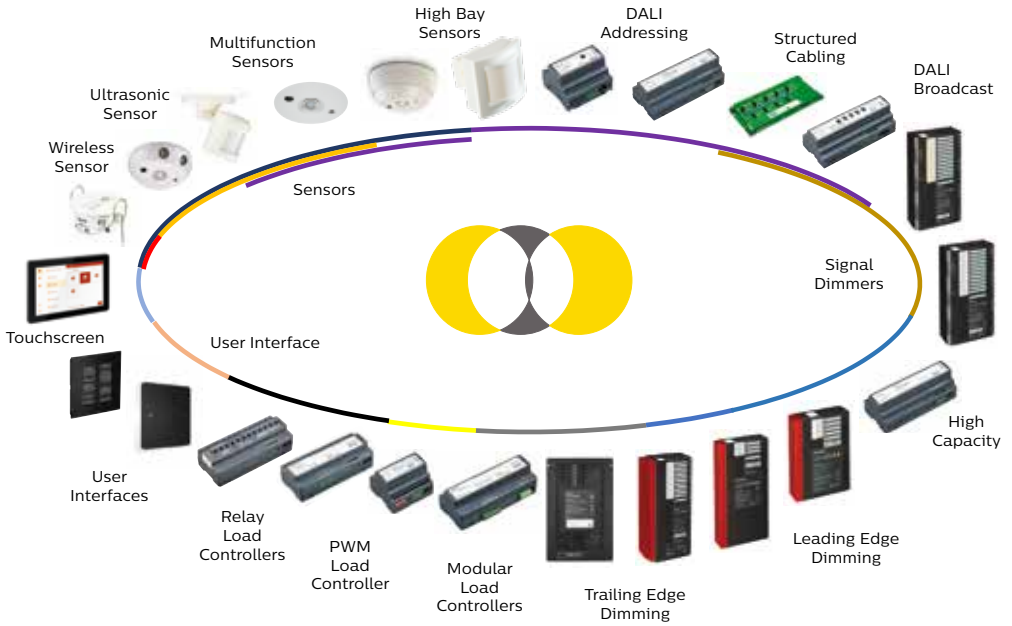 High Bay
Sensors
DALI
Addressing
Multifunction
Sensors
Structured
Cabling
DALI
Broadcast
Ultrasonic
Sensor
Wireless
Sensor
Sensors
Signal
Dimmers
Touchscreen
User Interface
High
Capacity
User
Interfaces
Relay
Load
Controllers
PWM
Load
Controller
Modular
Load
Controllers
Trailing Edge
Dimming
Leading Edge
Dimming